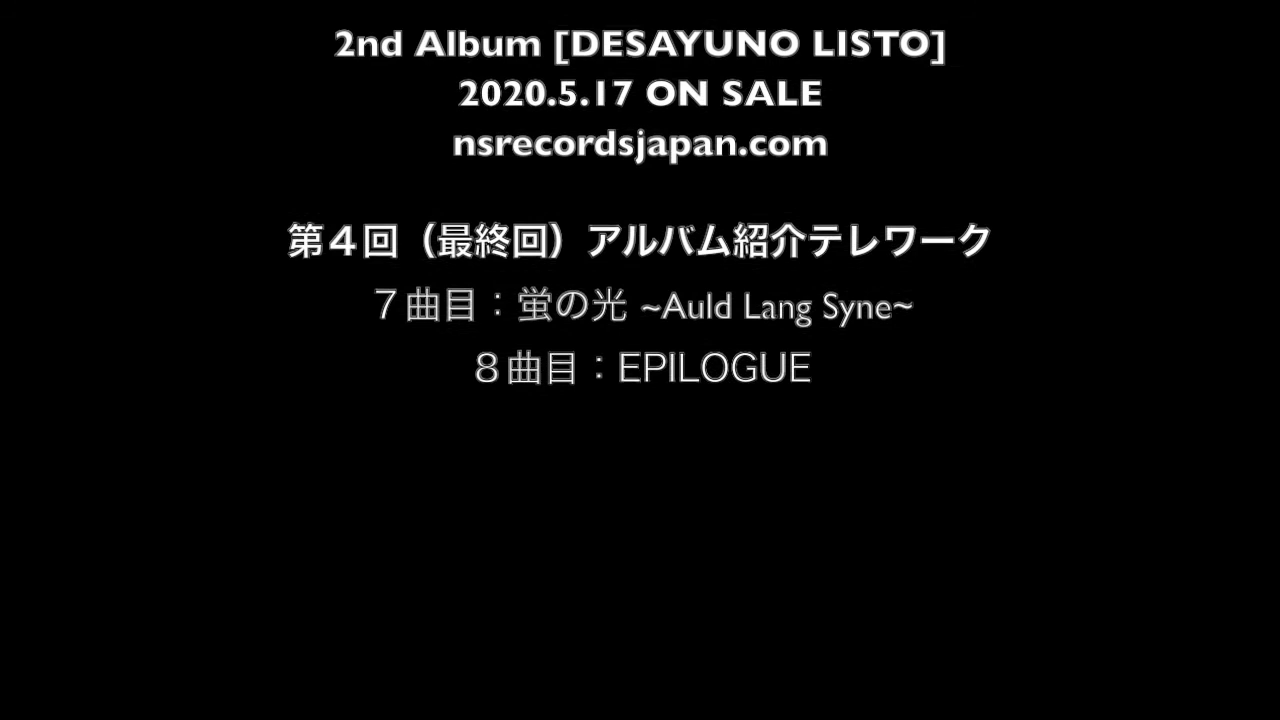 2nd Album [DESAYUNO LISTO]
2020.5.17 ON SALE
nsrecordsjapan.com
第４回（最終回）アルバム紹介テレワーク
７曲目：蛍の光 ~Auld Lang Syne~
８曲目：EPILOGUE